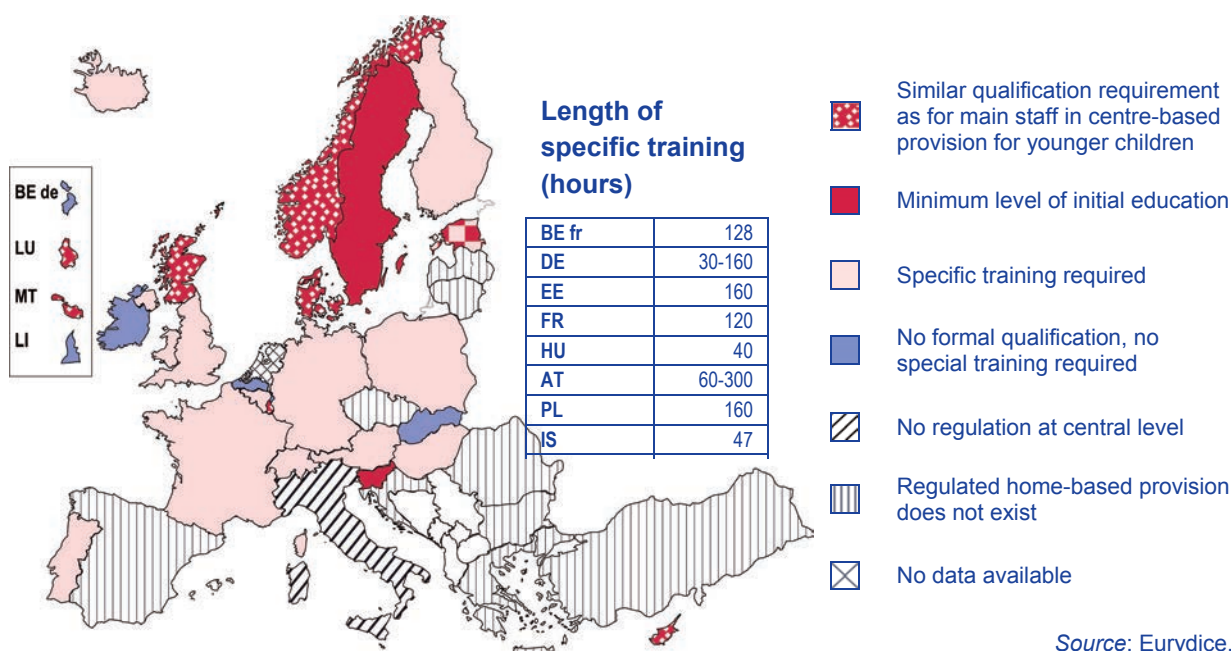 Length of
specific training
(hours)
BE fr 128
DE 30-160
EE 160
FR 120
HU 40
AT 60-300
PL 160
IS 47
BE de
LU
MT
LI
Similar qualification requirement
as for main staff in centre-based
provision for younger children
Minimum level of initial education
Specific training required
No formal qualification, no
special training required
No regulation at central level
Regulated home-based provision
does not exist
No data available
Source: Eurydice.